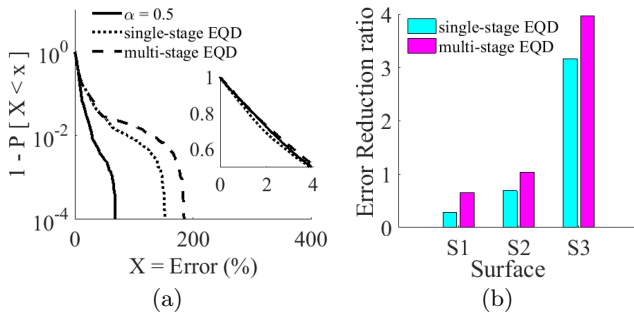 α = 0.5
single-stage EQD
multi-stage EQD
1 - P [ X < x ]
10^0
10^-2
10^-4
1
0.8
0.6
0 2 4
0 200 400
X = Error (%)
(a)
single-stage EQD
multi-stage EQD
Error Reduction ratio
4
3
2
1
0
S1 S2 S3
Surface
(b)